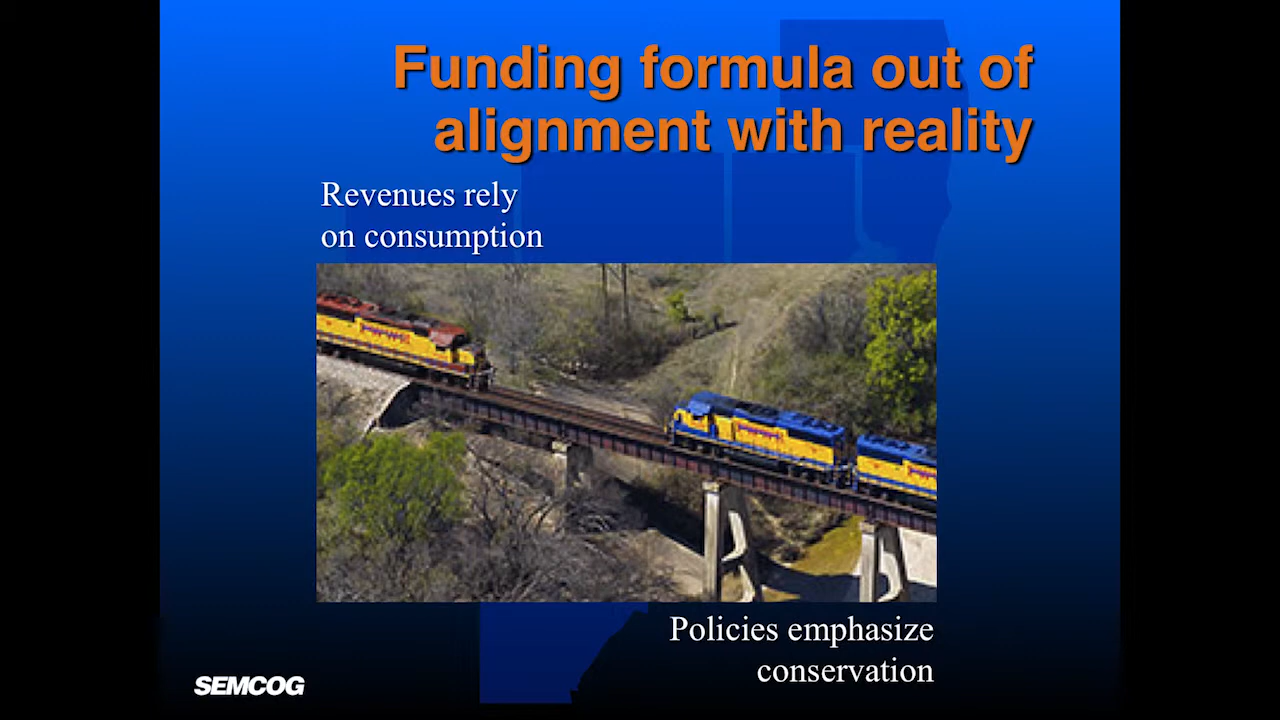 Funding formula out of
alignment with reality
Revenues rely
on consumption
Policies emphasize
conservation
SEMCOG